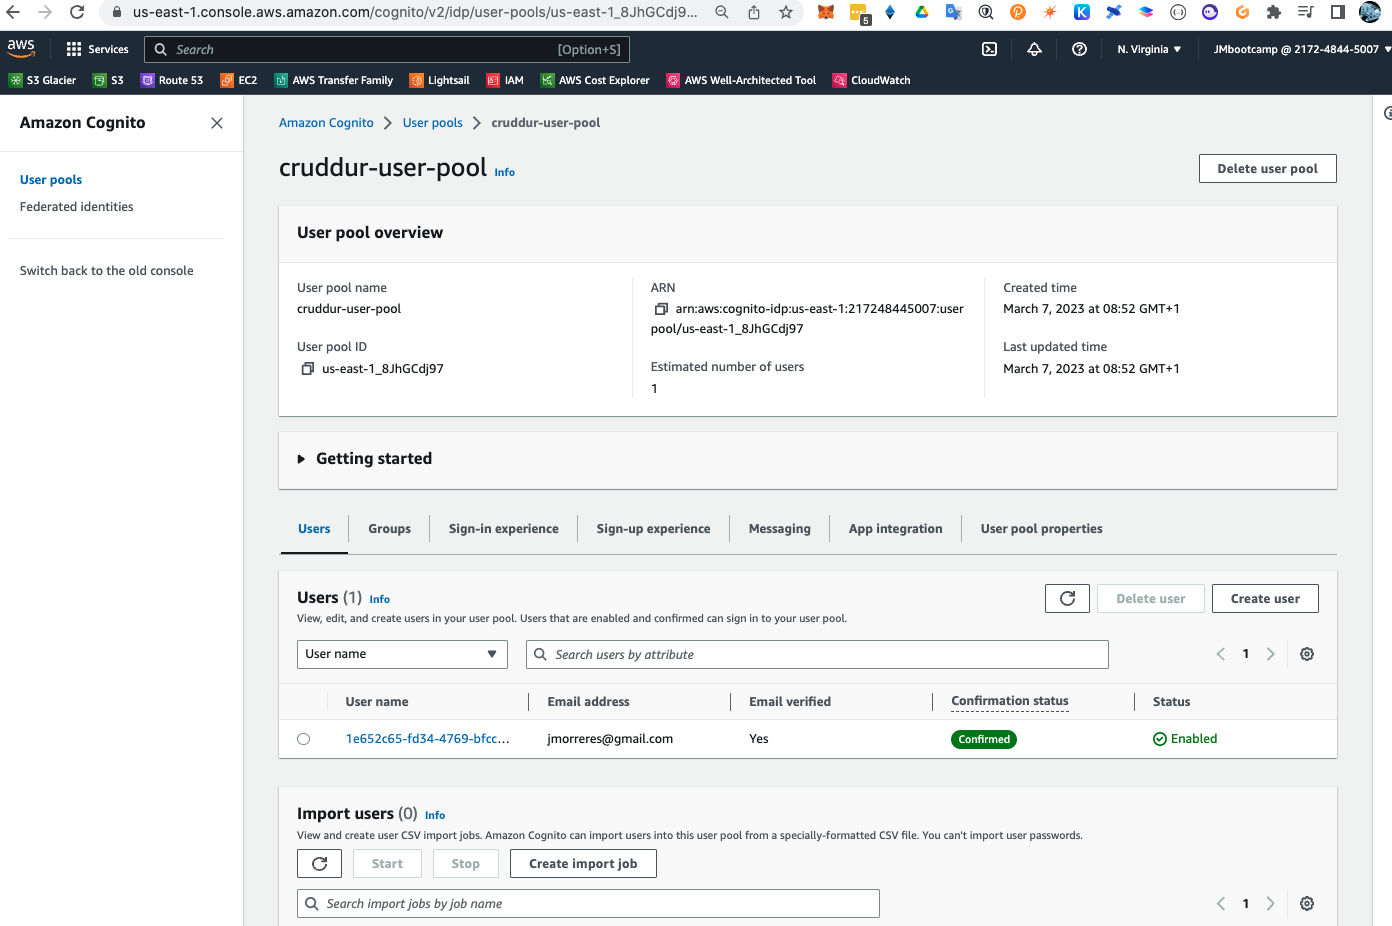 us-east-1.console.aws.amazon.com/cognito/v2/idp/user-pools/us-east-1_8JhGCdj9...
5
aws
Services
Search
[Option+S]
N. Virginia
JMbootcamp @ 2172-4844-5007
S3 Glacier
S3
Route 53
EC2
AWS Transfer Family
Lightsail
IAM
AWS Cost Explorer
AWS Well-Architected Tool
CloudWatch
Amazon Cognito
User pools
Federated identities
Switch back to the old console
Amazon Cognito
User pools
cruddur-user-pool
cruddur-user-pool Info
Delete user pool
User pool overview
User pool name
cruddur-user-pool
User pool ID
us-east-1_8JhGCdj97
ARN
arn:aws:cognito-idp:us-east-1:217248445007:user
pool/us-east-1_8JhGCdj97
Estimated number of users
1
Created time
March 7, 2023 at 08:52 GMT+1
Last updated time
March 7, 2023 at 08:52 GMT+1
Getting started
Users
Groups
Sign-in experience
Sign-up experience
Messaging
App integration
User pool properties
Users (1) Info
View, edit, and create users in your user pool. Users that are enabled and confirmed can sign in to your user pool.
Delete user
Create user
User name
Search users by attribute
1
User name
Email address
Email verified
Confirmation status
Status
1e652c65-fd34-4769-bfcc...
jmorreres@gmail.com
Yes
Confirmed
Enabled
Import users (0) Info
View and create user CSV import jobs. Amazon Cognito can import users into this user pool from a specially-formatted CSV file. You can't import user passwords.
Start
Stop
Create import job
Search import jobs by job name
1